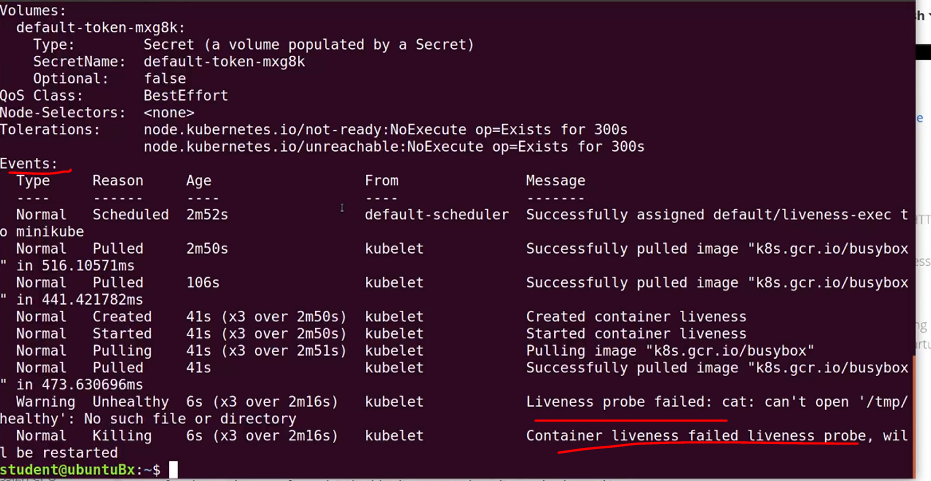 Volumes:
default-token-mxg8k:
Type: Secret (a volume populated by a Secret)
SecretName: default-token-mxg8k
Optional: false
QoS Class: BestEffort
Node-Selectors: <none>
Tolerations: node.kubernetes.io/not-ready:NoExecute op=Exists for 300s
node.kubernetes.io/unreachable:NoExecute op=Exists for 300s
Events:
Type Reason Age From Message
---- ------ ---- ---- -------
Normal Scheduled 2m52s default-scheduler Successfully assigned default/liveness-exec t
o minikube
Normal Pulled 2m50s kubelet Successfully pulled image "k8s.gcr.io/busybox
" in 516.10571ms
Normal Pulled 106s kubelet Successfully pulled image "k8s.gcr.io/busybox
" in 441.421782ms
Normal Created 41s (x3 over 2m50s) kubelet Created container liveness
Normal Started 41s (x3 over 2m50s) kubelet Started container liveness
Normal Pulling 41s (x3 over 2m51s) kubelet Pulling image "k8s.gcr.io/busybox"
Normal Pulled 41s kubelet Successfully pulled image "k8s.gcr.io/busybox
" in 473.630696ms
Warning Unhealthy 6s (x3 over 2m16s) kubelet Liveness probe failed: cat: can't open '/tmp/
healthy': No such file or directory
Normal Killing 6s (x3 over 2m16s) kubelet Container liveness failed liveness probe, wil
l be restarted
student@ubuntuBx:~$